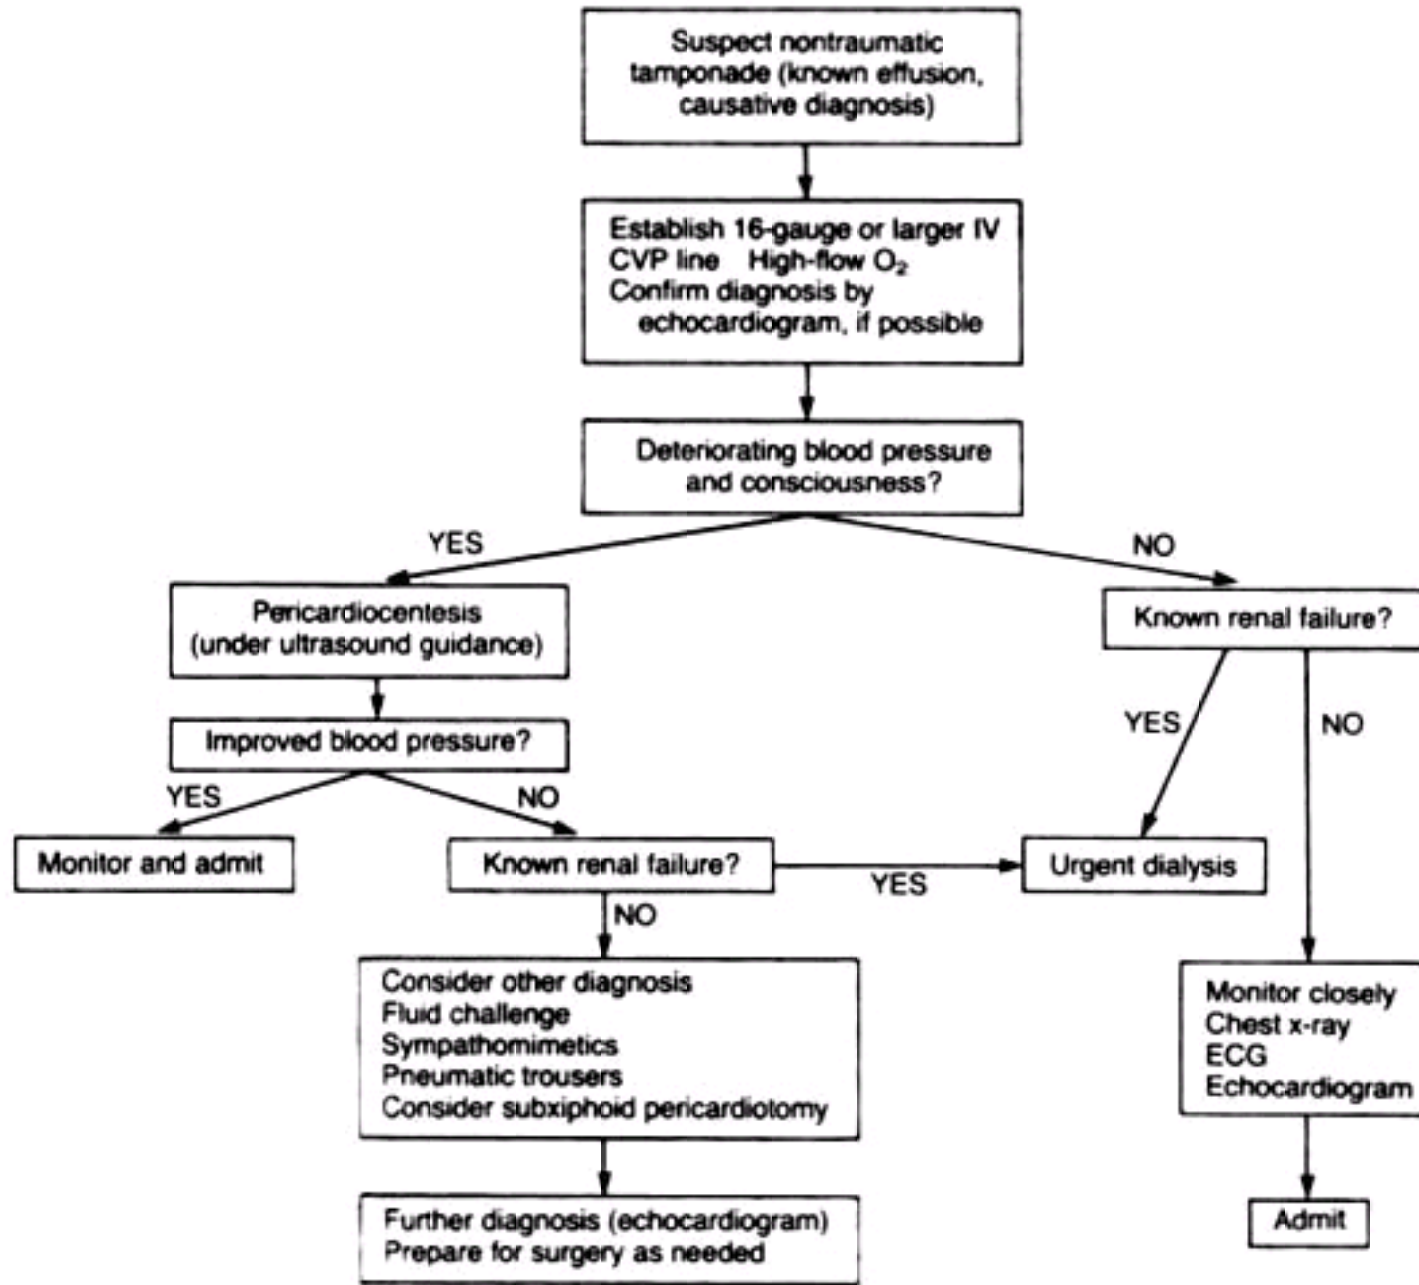 Suspect nontraumatic
tamponade (known effusion,
causative diagnosis)
Establish 16-gauge or larger IV
CVP line High-flow O₂
Confirm diagnosis by
echocardiogram, if possible
Deteriorating blood pressure
and consciousness?
YES
NO
Pericardiocentesis
(under ultrasound guidance)
Known renal failure?
Improved blood pressure?
YES
NO
YES
NO
Monitor and admit
Known renal failure?
YES
Urgent dialysis
NO
Consider other diagnosis
Fluid challenge
Sympathomimetics
Pneumatic trousers
Consider subxiphoid pericardiotomy
Monitor closely
Chest x-ray
ECG
Echocardiogram
Further diagnosis (echocardiogram)
Prepare for surgery as needed
Admit